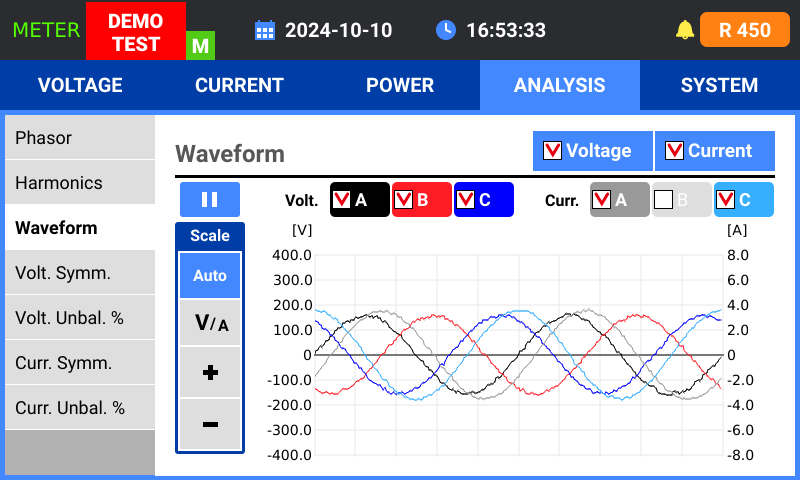 METER
DEMO
TEST
M
2024-10-10
16:53:33
R 450
VOLTAGE CURRENT POWER ANALYSIS SYSTEM
Phasor
Harmonics
Waveform
Volt. Symm.
Volt. Unbal. %
Curr. Symm.
Curr. Unbal. %
Waveform
Voltage Current
Volt. A B C Curr. A B C
Scale
Auto
V/A
+
−
[V] [A]
400.0 8.0
300.0 6.0
200.0 4.0
100.0 2.0
0 0
-100.0 -2.0
-200.0 -4.0
-300.0 -6.0
-400.0 -8.0